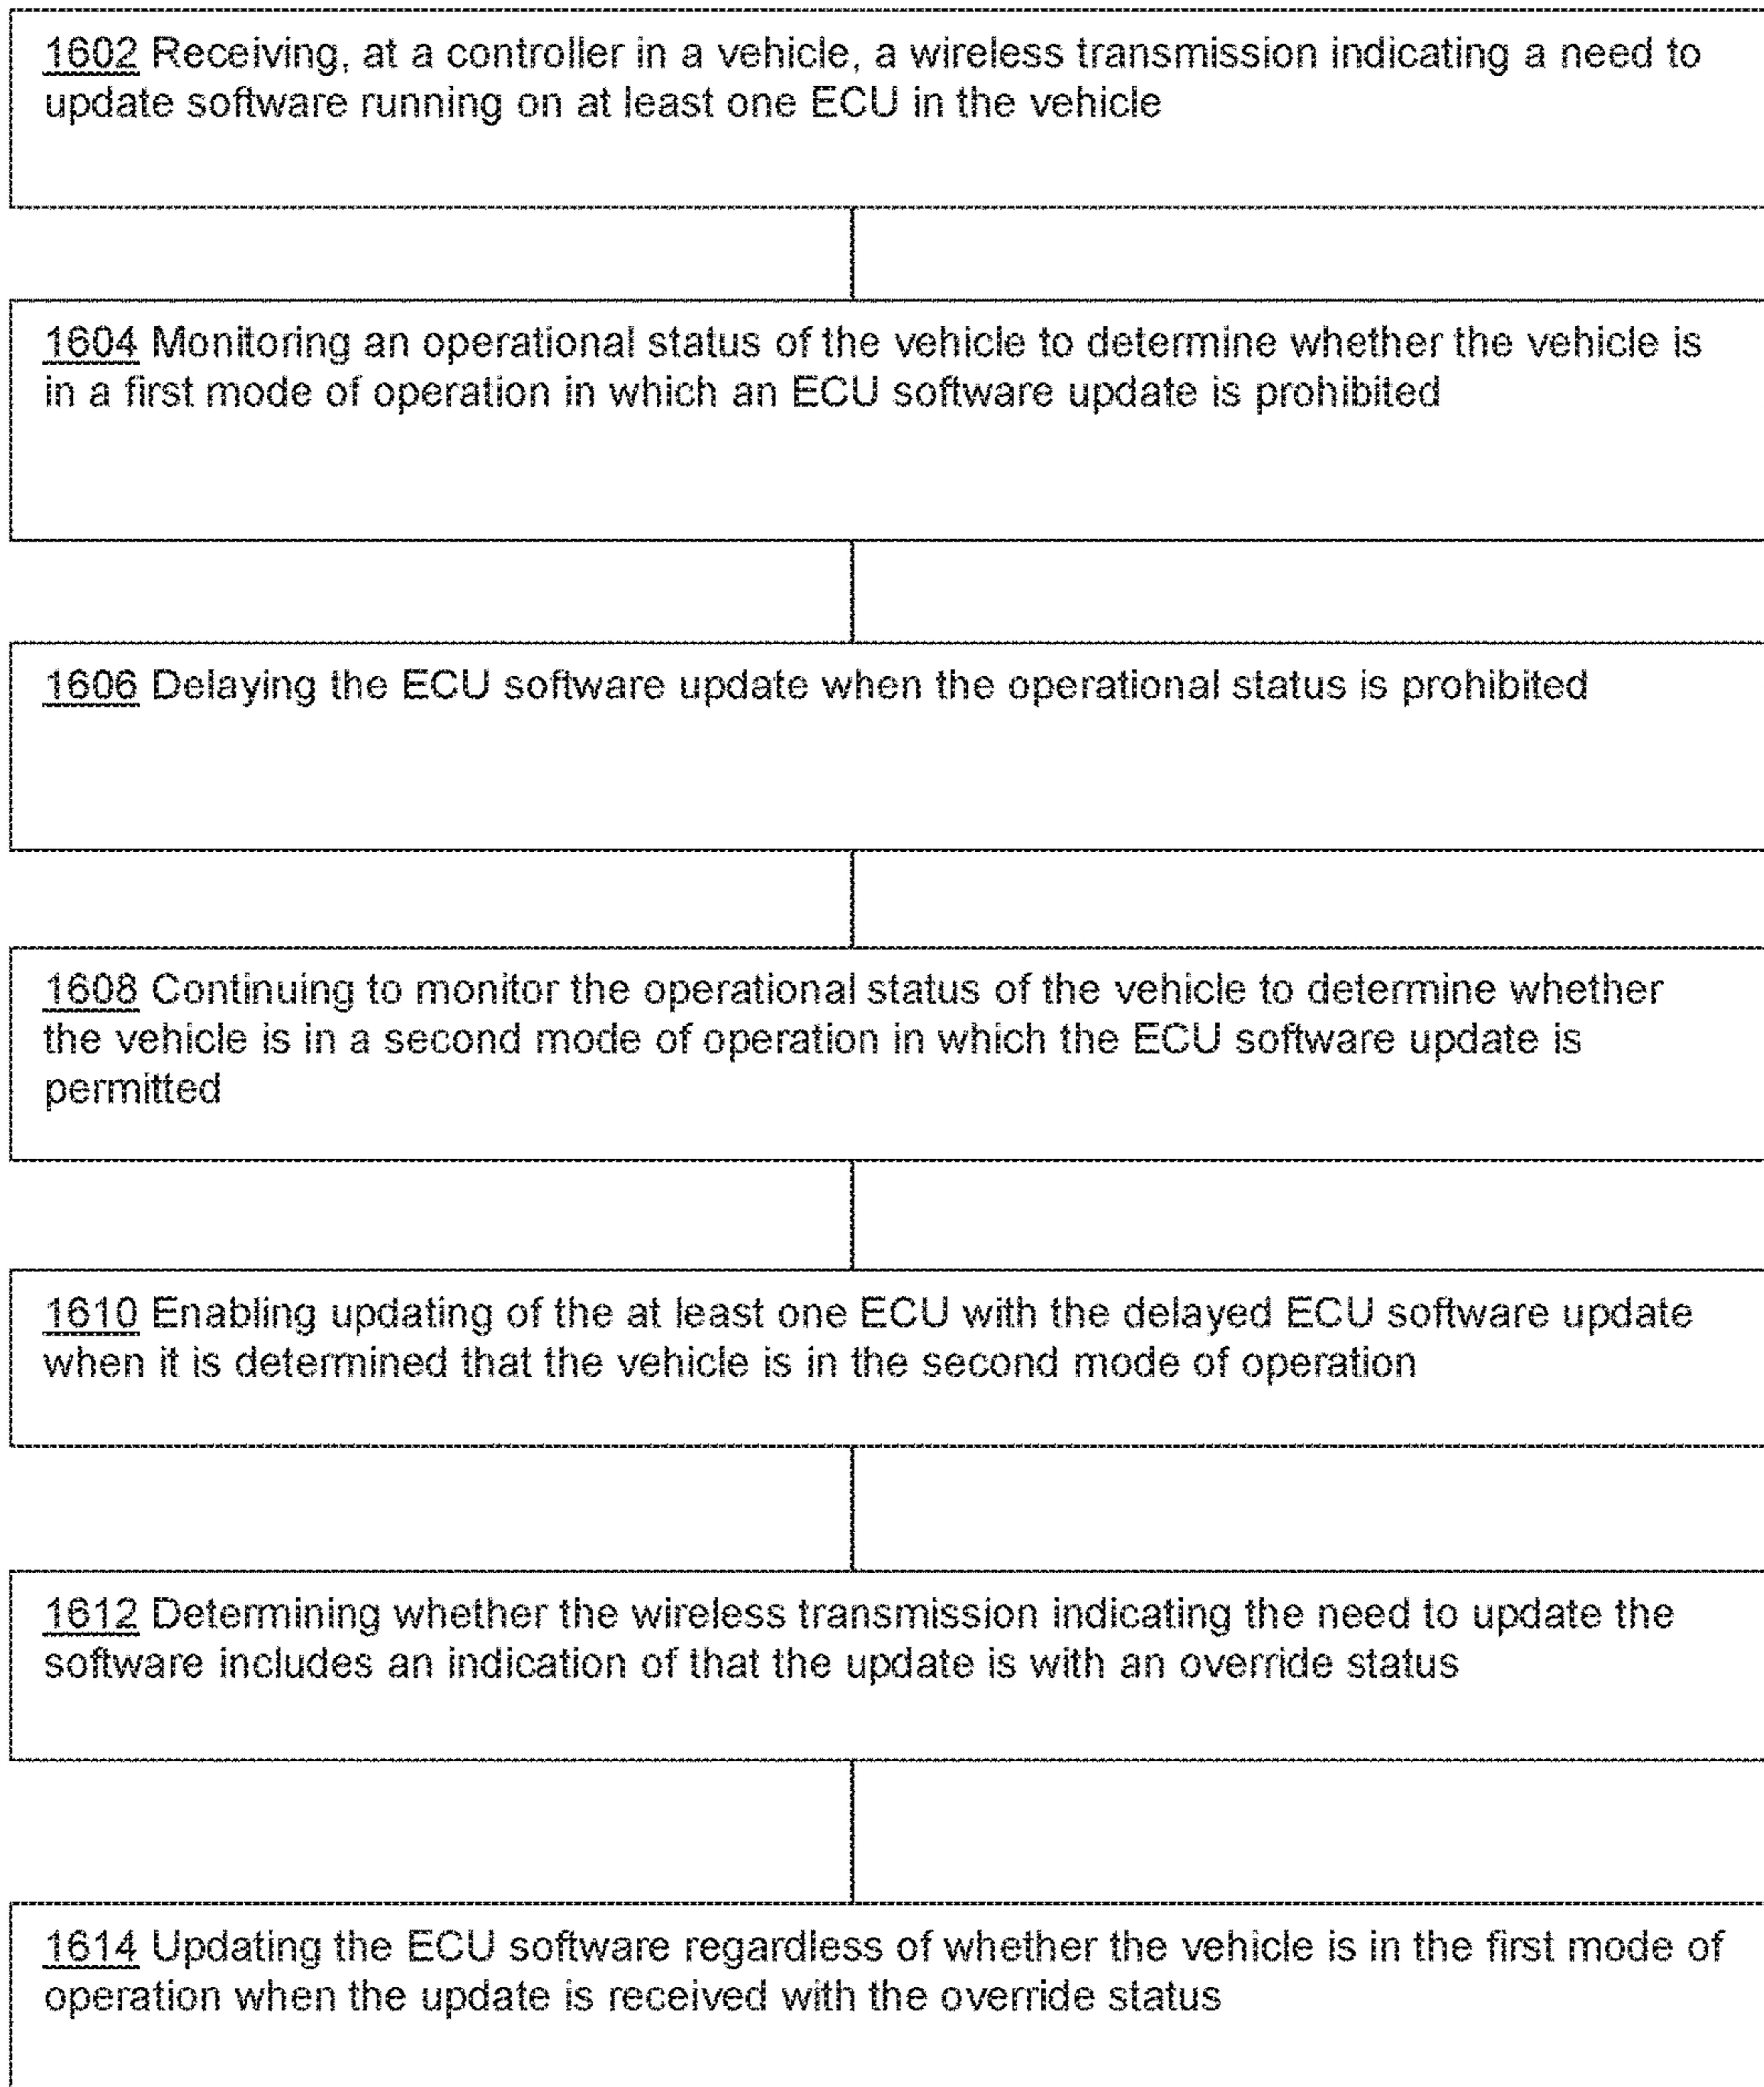 1602 Receiving, at a controller in a vehicle, a wireless transmission indicating a need to
update software running on at least one ECU in the vehicle
1604 Monitoring an operational status of the vehicle to determine whether the vehicle is
in a first mode of operation in which an ECU software update is prohibited
1606 Delaying the ECU software update when the operational status is prohibited
1608 Continuing to monitor the operational status of the vehicle to determine whether
the vehicle is in a second mode of operation in which the ECU software update is
permitted
1610 Enabling updating of the at least one ECU with the delayed ECU software update
when it is determined that the vehicle is in the second mode of operation
1612 Determining whether the wireless transmission indicating the need to update the
software includes an indication of that the update is with an override status
1614 Updating the ECU software regardless of whether the vehicle is in the first mode of
operation when the update is received with the override status